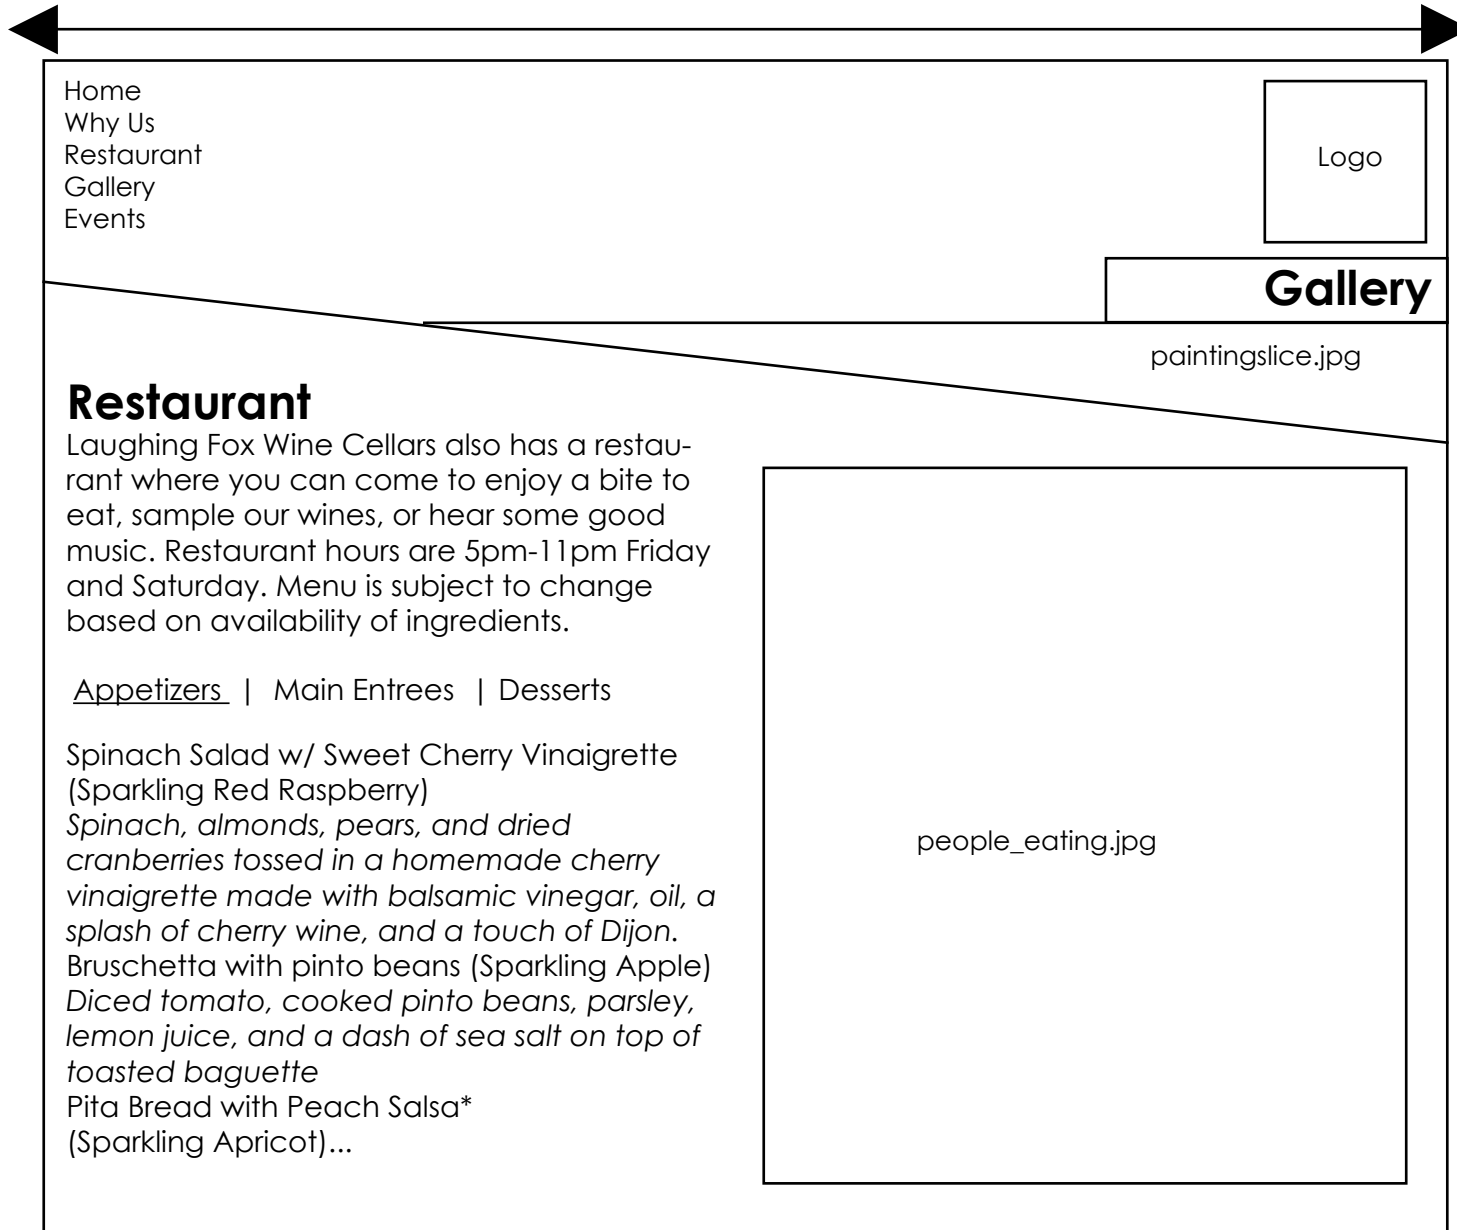 Home
Why Us
Restaurant
Gallery
Events
Logo
Gallery
paintingslice.jpg
Restaurant
Laughing Fox Wine Cellars also has a restau-
rant where you can come to enjoy a bite to
eat, sample our wines, or hear some good
music. Restaurant hours are 5pm-11pm Friday
and Saturday. Menu is subject to change
based on availability of ingredients.
Appetizers | Main Entrees | Desserts
Spinach Salad w/ Sweet Cherry Vinaigrette
(Sparkling Red Raspberry)
Spinach, almonds, pears, and dried
cranberries tossed in a homemade cherry
vinaigrette made with balsamic vinegar, oil, a
splash of cherry wine, and a touch of Dijon.
Bruschetta with pinto beans (Sparkling Apple)
Diced tomato, cooked pinto beans, parsley,
lemon juice, and a dash of sea salt on top of
toasted baguette
Pita Bread with Peach Salsa*
(Sparkling Apricot)...
people_eating.jpg